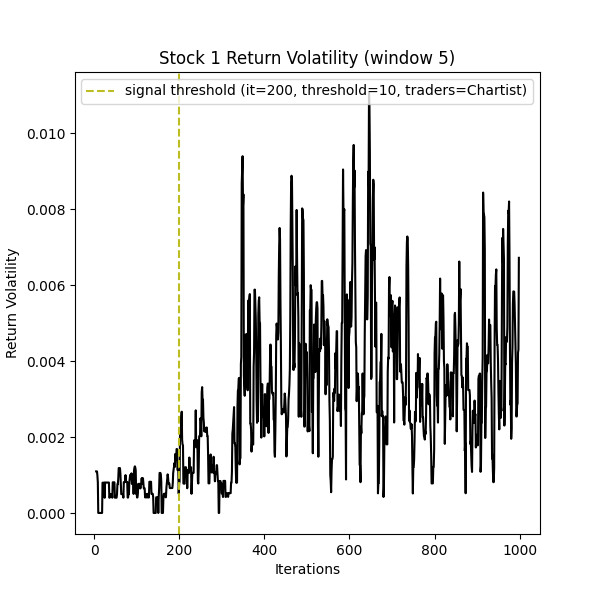 Stock 1 Return Volatility (window 5)
signal threshold (it=200, threshold=10, traders=Chartist)
0.010
0.008
0.006
0.004
0.002
0.000
Return Volatility
0 200 400 600 800 1000
Iterations